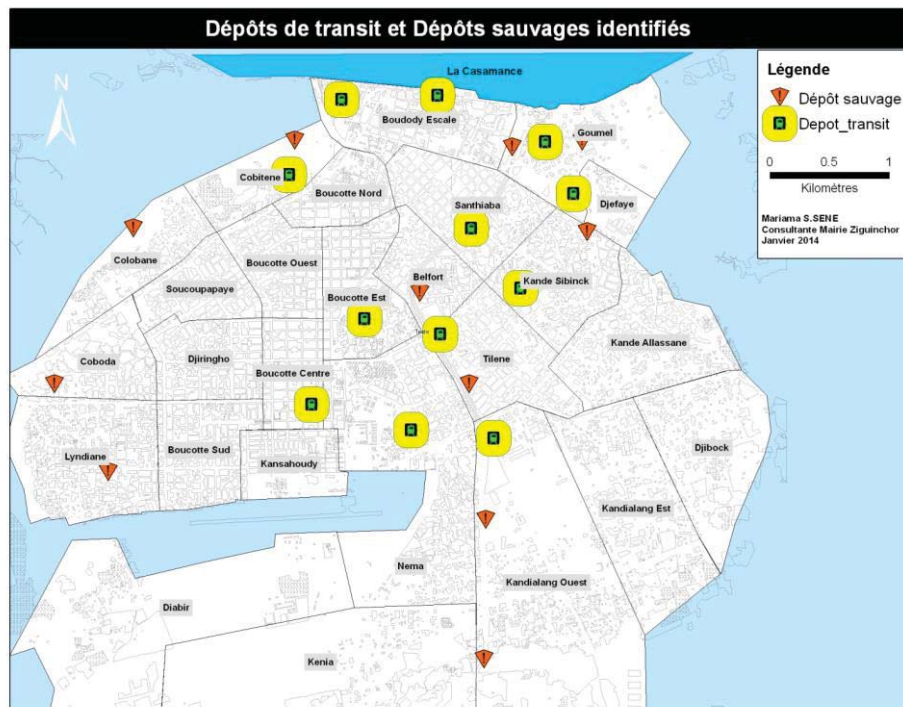 Dépôts de transit et Dépôts sauvages identifiés
N
La Casamance
Légende
Dépôt sauvage
Depot_transit
0 0.5 1
Kilomètres
Mariama S.SENE
Consultante Mairie Ziguinchor
Janvier 2014
Boudody Escale
Goumel
Cobitene
Boucotte Nord
Santhiaba
Djefaye
Colobane
Boucotte Ouest
Soucoupapaye
Belfort
Kande Sibinck
Boucotte Est
Tilene
Kande Allassane
Coboda
Djiringho
Boucotte Centre
Lyndiane
Boucotte Sud
Kansahoudy
Djibock
Kandialang Est
Nema
Kandialang Ouest
Diabir
Kenia